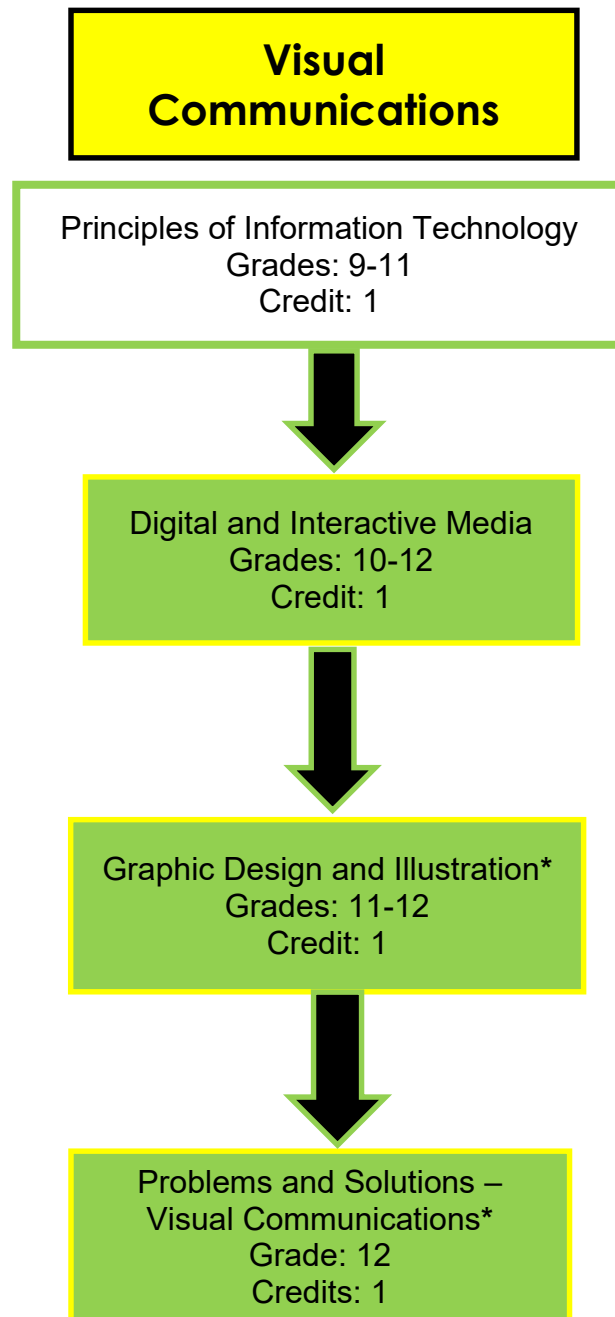 Visual
Communications
Principles of Information Technology
Grades: 9-11
Credit: 1
Digital and Interactive Media
Grades: 10-12
Credit: 1
Graphic Design and Illustration*
Grades: 11-12
Credit: 1
Problems and Solutions –
Visual Communications*
Grade: 12
Credits: 1